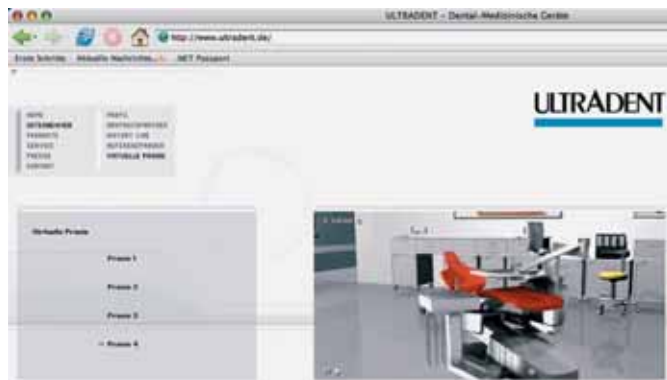 ULTRADENT – Dental-Medizinische Geräte
http://www.ultradent.de/
Erste Schritte Aktuelle Nachrichten... .NET Passport
ULTRADENT
HOME PROFIL
UNTERNEHMEN
PRODUKTE HISTORY LINE
SERVICE REFERENZPRAXEN
PRESSE VIRTUELLE PRAXIS
KONTAKT
Virtuelle Praxis
Praxis 1
Praxis 2
Praxis 3
Praxis 4